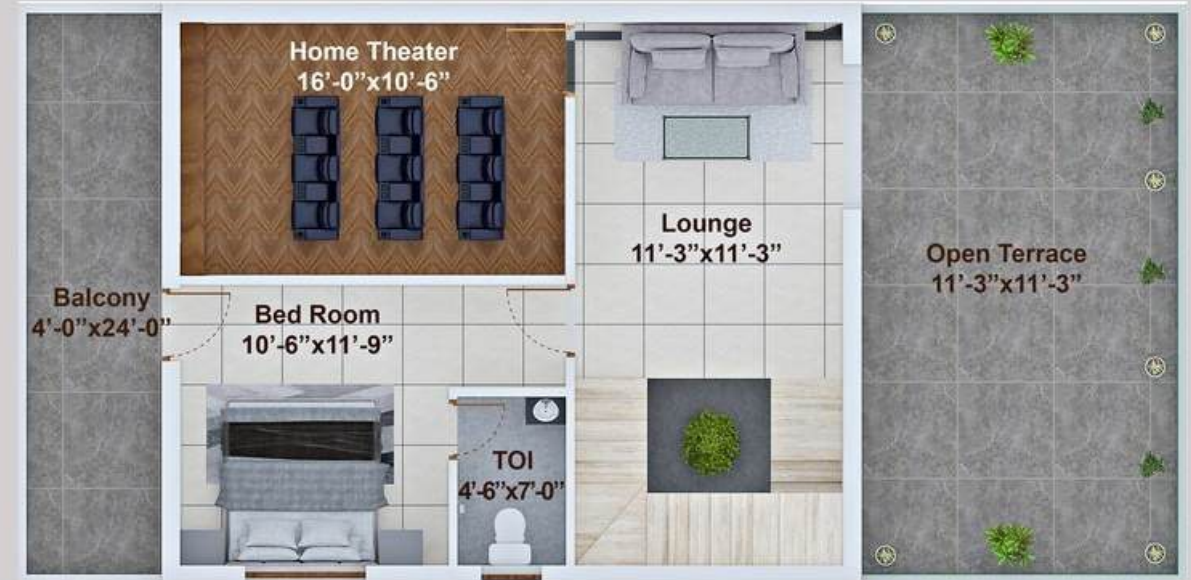 Home Theater
16’-0”x10’-6”
Lounge
11’-3”x11’-3”
Open Terrace
11’-3”x11’-3”
Balcony
4’-0”x24’-0”
Bed Room
10’-6”x11’-9”
TOI
4’-6”x7’-0”